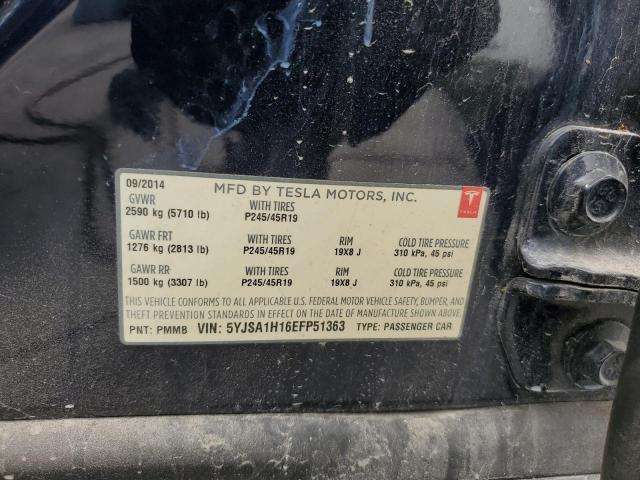 09/2014 MFD BY TESLA MOTORS, INC.
GVWR WITH TIRES
2590 kg (5710 lb) P245/45R19
TESLA
GAWR FRT WITH TIRES RIM COLD TIRE PRESSURE
1276 kg (2813 lb) P245/45R19 19X8 J 310 kPa, 45 psi
GAWR RR WITH TIRES RIM COLD TIRE PRESSURE
1500 kg (3307 lb) P245/45R19 19X8 J 310 kPa, 45 psi
THIS VEHICLE CONFORMS TO ALL APPLICABLE U.S. FEDERAL MOTOR VEHICLE SAFETY, BUMPER, AND
THEFT PREVENTION STANDARDS IN EFFECT ON THE DATE OF MANUFACTURE SHOWN ABOVE.
PNT: PMMB VIN: 5YJSA1H16EFP51363 TYPE: PASSENGER CAR